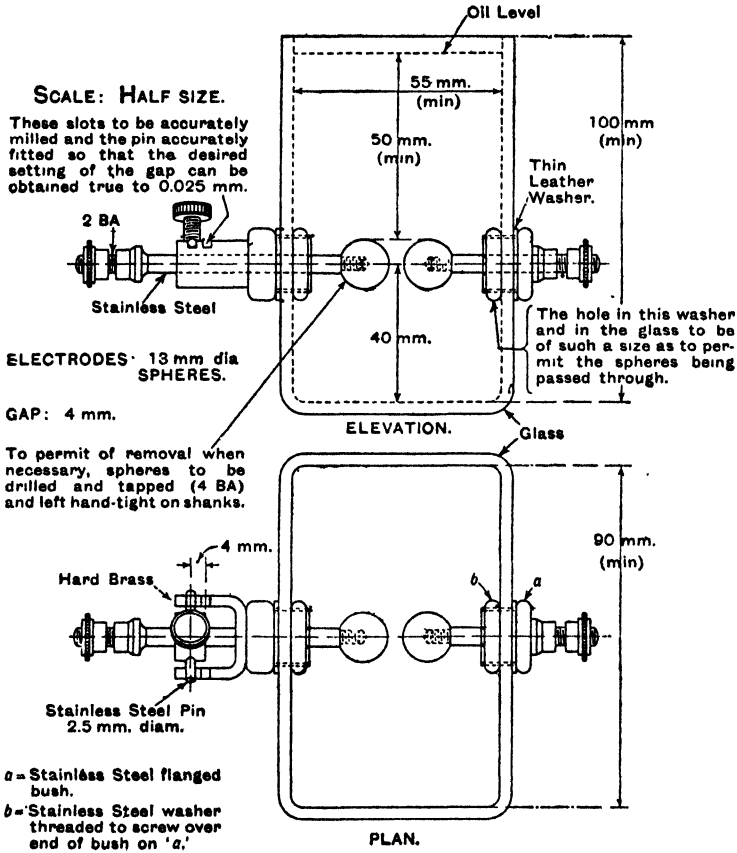 Oil Level
SCALE: HALF SIZE.
These slots to be accurately
milled and the pin accurately
fitted so that the desired
setting of the gap can be
obtained true to 0.025 mm.
55 mm.
(min)
50 mm.
(min)
100 mm
(min)
Thin
Leather
Washer.
2 BA
Stainless Steel
40 mm.
The hole in this washer
and in the glass to be
of such a size as to per-
mit the spheres being
passed through.
ELECTRODES· 13 mm dia
SPHERES.
GAP: 4 mm.
ELEVATION.
Glass
To permit of removal when
necessary, spheres to be
drilled and tapped (4 BA)
and left hand-tight on shanks.
4 mm.
90 mm.
(min)
Hard Brass
b
a
Stainless Steel Pin
2.5 mm. diam.
a = Stainless Steel flanged
bush.
b = Stainless Steel washer
threaded to screw over
end of bush on 'a,'
PLAN.